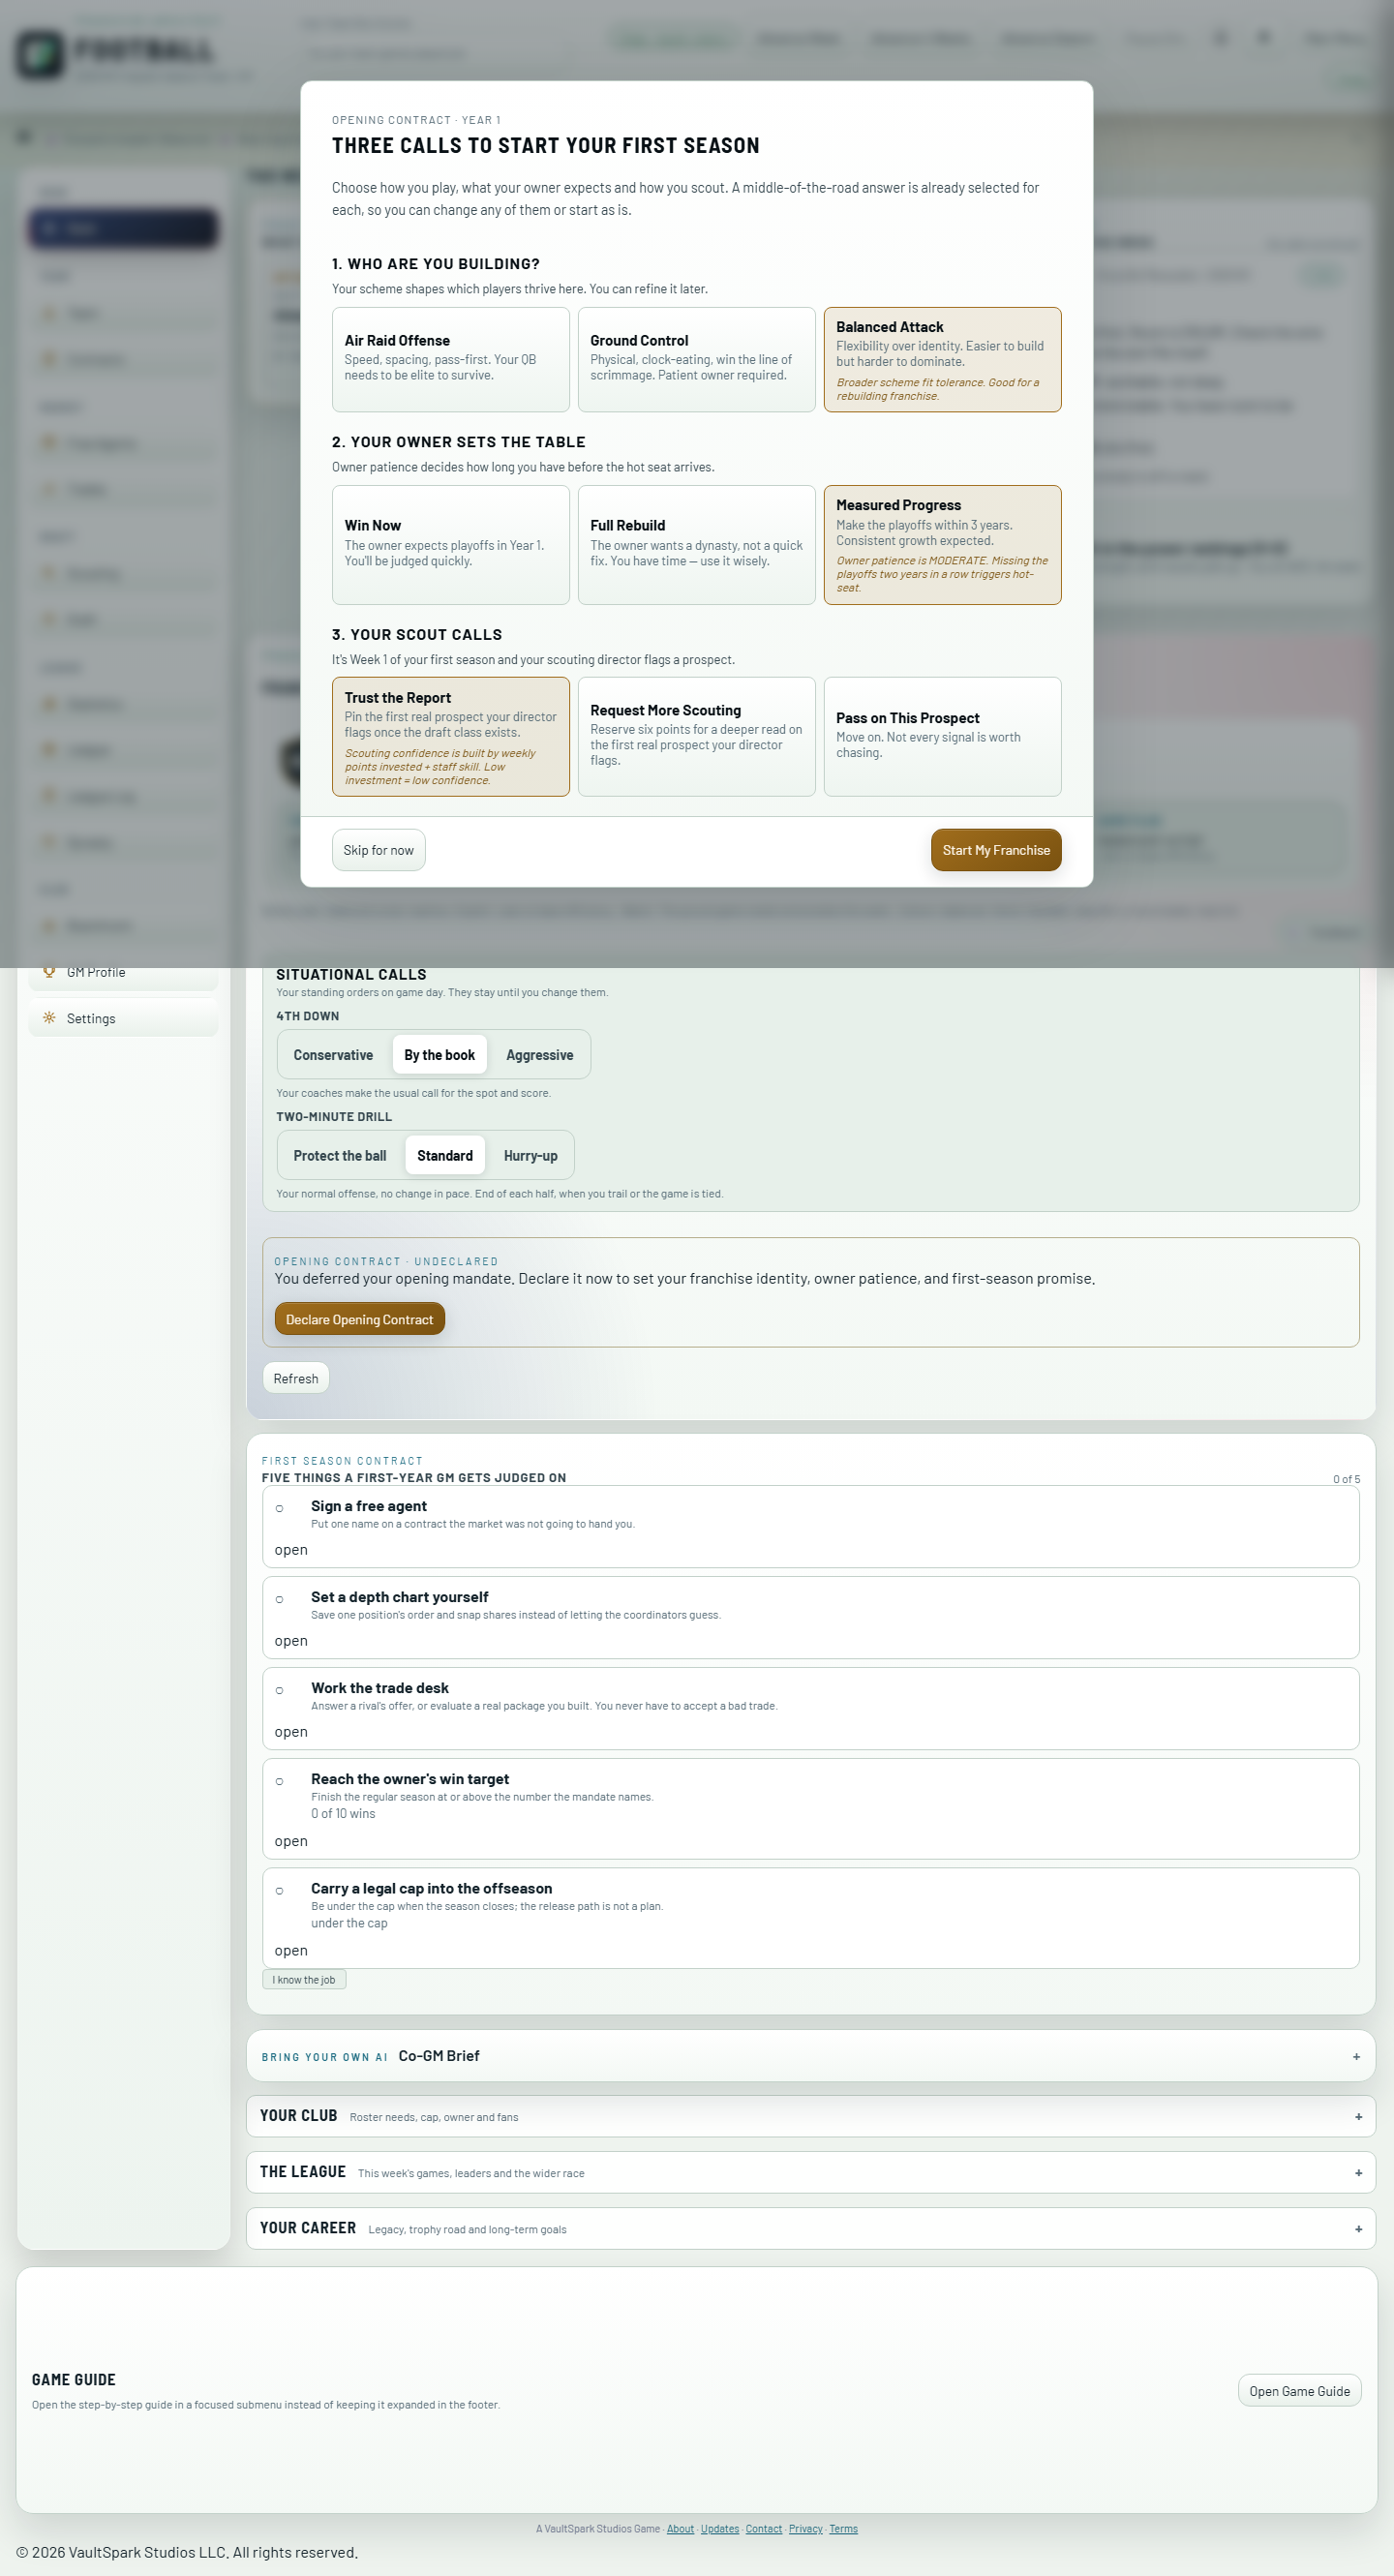 FOOTBALL
OPENING CONTRACT · YEAR 1
THREE CALLS TO START YOUR FIRST SEASON
Choose how you play, what your owner expects and how you scout. A middle-of-the-road answer is already selected for
each, so you can change any of them or start as is.
1. WHO ARE YOU BUILDING?
Your scheme shapes which players thrive here. You can refine it later.
Air Raid Offense
Speed, spacing, pass-first. Your QB
needs to be elite to survive.
Ground Control
Physical, clock-eating, win the line of
scrimmage. Patient owner required.
Balanced Attack
Flexibility over identity. Easier to build
but harder to dominate.
Broader scheme fit tolerance. Good for a
rebuilding franchise.
2. YOUR OWNER SETS THE TABLE
Owner patience decides how long you have before the hot seat arrives.
Win Now
The owner expects playoffs in Year 1.
You'll be judged quickly.
Full Rebuild
The owner wants a dynasty, not a quick
fix. You have time — use it wisely.
Measured Progress
Make the playoffs within 3 years.
Consistent growth expected.
Owner patience is MODERATE. Missing the
playoffs two years in a row triggers hot-
seat.
3. YOUR SCOUT CALLS
It's Week 1 of your first season and your scouting director flags a prospect.
Trust the Report
Pin the first real prospect your director
flags once the draft class exists.
Scouting confidence is built by weekly
points invested + staff skill. Low
investment = low confidence.
Request More Scouting
Reserve six points for a deeper read on
the first real prospect your director
flags.
Pass on This Prospect
Move on. Not every signal is worth
chasing.
Skip for now
Start My Franchise
GM Profile
Settings
SITUATIONAL CALLS
Your standing orders on game day. They stay until you change them.
4TH DOWN
Conservative By the book Aggressive
Your coaches make the usual call for the spot and score.
TWO-MINUTE DRILL
Protect the ball Standard Hurry-up
Your normal offense, no change in pace. End of each half, when you trail or the game is tied.
OPENING CONTRACT · UNDECLARED
You deferred your opening mandate. Declare it now to set your franchise identity, owner patience, and first-season promise.
Declare Opening Contract
Refresh
FIRST SEASON CONTRACT
FIVE THINGS A FIRST-YEAR GM GETS JUDGED ON
0 of 5
Sign a free agent
Put one name on a contract the market was not going to hand you.
open
Set a depth chart yourself
Save one position's order and snap shares instead of letting the coordinators guess.
open
Work the trade desk
Answer a rival's offer, or evaluate a real package you built. You never have to accept a bad trade.
open
Reach the owner's win target
Finish the regular season at or above the number the mandate names.
0 of 10 wins
open
Carry a legal cap into the offseason
Be under the cap when the season closes; the release path is not a plan.
under the cap
open
I know the job
BRING YOUR OWN AI Co-GM Brief +
YOUR CLUB Roster needs, cap, owner and fans +
THE LEAGUE This week's games, leaders and the wider race +
YOUR CAREER Legacy, trophy road and long-term goals +
GAME GUIDE
Open the step-by-step guide in a focused submenu instead of keeping it expanded in the footer.
Open Game Guide
A VaultSpark Studios Game · About · Updates · Contact · Privacy · Terms
© 2026 VaultSpark Studios LLC. All rights reserved.